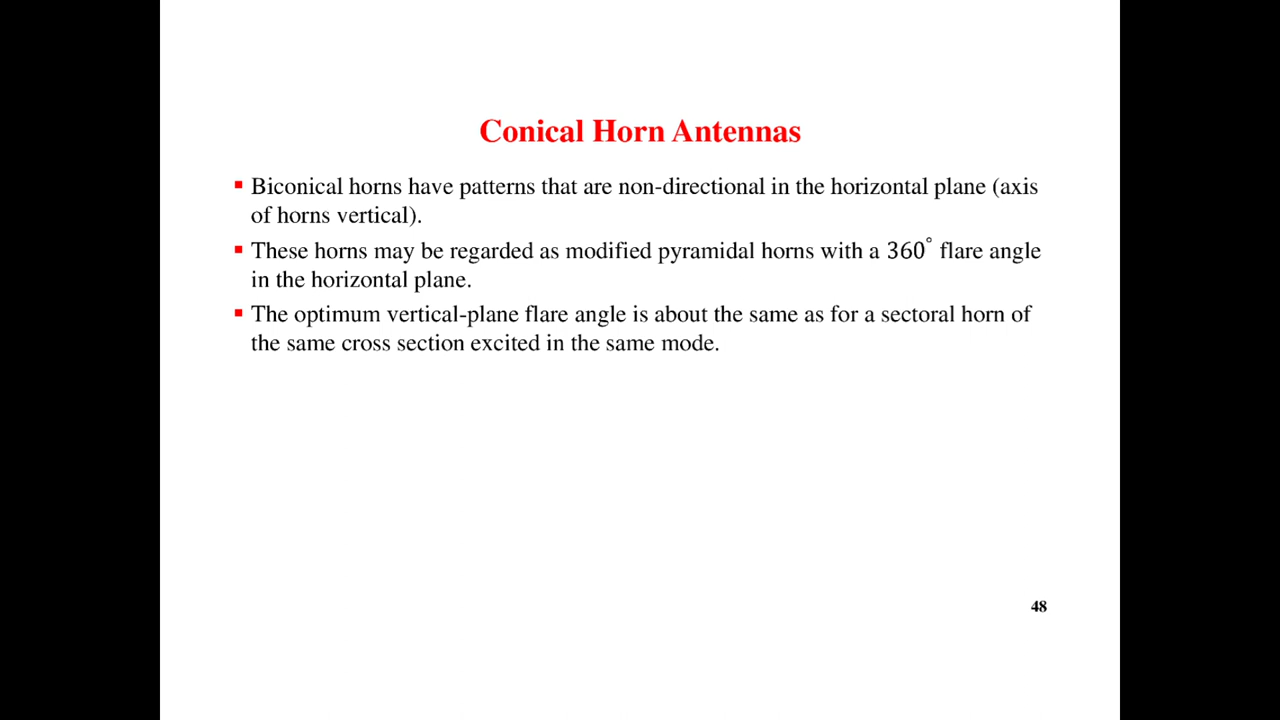 Conical Horn Antennas
▪ Biconical horns have patterns that are non-directional in the horizontal plane (axis
of horns vertical).
▪ These horns may be regarded as modified pyramidal horns with a 360° flare angle
in the horizontal plane.
▪ The optimum vertical-plane flare angle is about the same as for a sectoral horn of
the same cross section excited in the same mode.
48